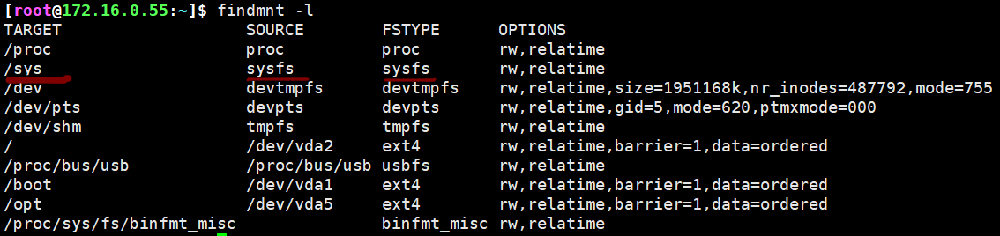 [root@172.16.0.55:~]$ findmnt -l
TARGET SOURCE FSTYPE OPTIONS
/proc proc proc rw,relatime
/sys sysfs sysfs rw,relatime
/dev devtmpfs devtmpfs rw,relatime,size=1951168k,nr_inodes=487792,mode=755
/dev/pts devpts devpts rw,relatime,gid=5,mode=620,ptmxmode=000
/dev/shm tmpfs tmpfs rw,relatime
/ /dev/vda2 ext4 rw,relatime,barrier=1,data=ordered
/proc/bus/usb /proc/bus/usb usbfs rw,relatime
/boot /dev/vda1 ext4 rw,relatime,barrier=1,data=ordered
/opt /dev/vda5 ext4 rw,relatime,barrier=1,data=ordered
/proc/sys/fs/binfmt_misc binfmt_misc rw,relatime